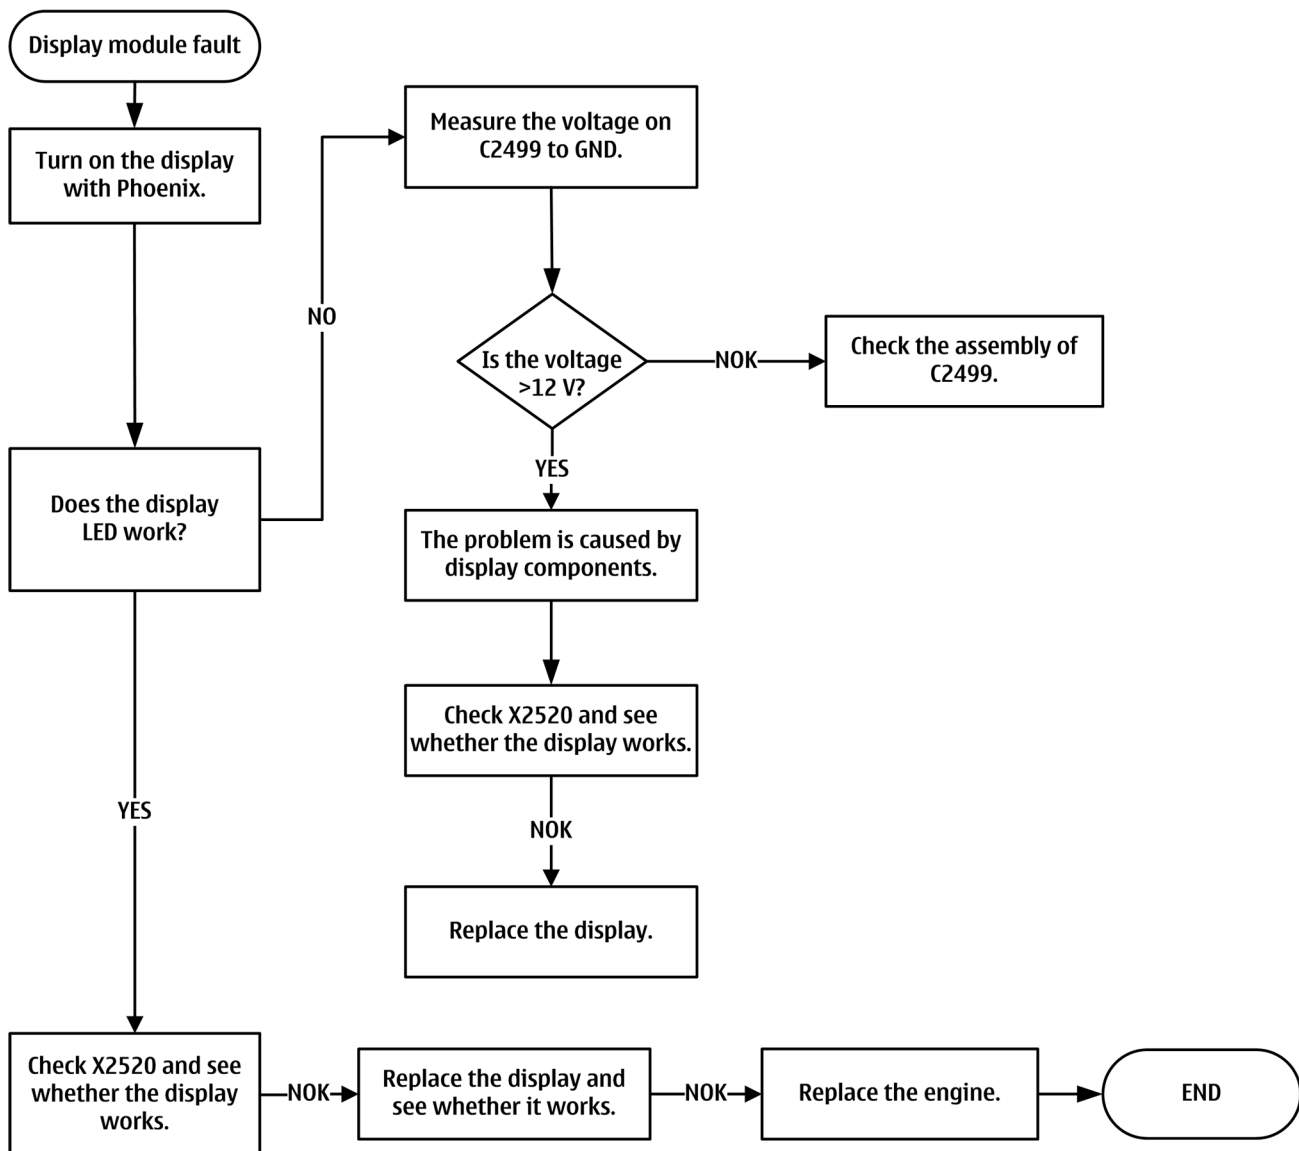 Display module fault
Turn on the display
with Phoenix.
Does the display
LED work?
NO
Measure the voltage on
C2499 to GND.
Is the voltage
>12 V?
NOK
Check the assembly of
C2499.
YES
The problem is caused by
display components.
Check X2520 and see
whether the display works.
NOK
Replace the display.
YES
Check X2520 and see
whether the display
works.
NOK
Replace the display and
see whether it works.
NOK
Replace the engine.
END